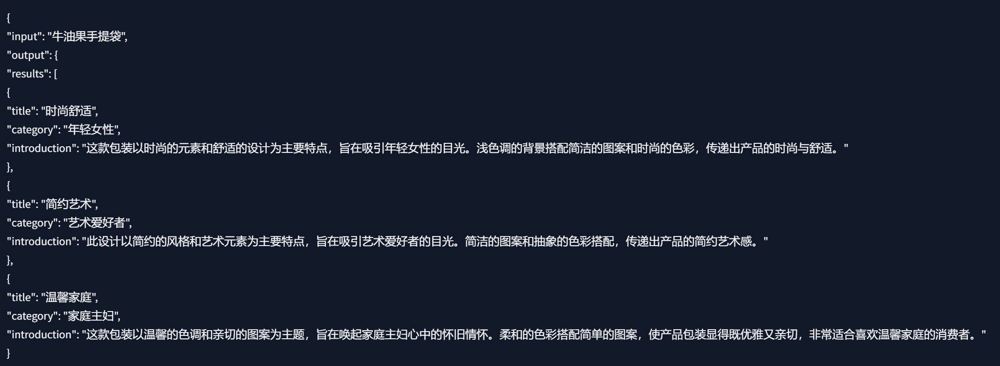 {
"input": "牛油果手提袋",
"output": {
"results": [
{
"title": "时尚舒适",
"category": "年轻女性",
"introduction": "这款包装以时尚的元素和舒适的设计为主要特点，旨在吸引年轻女性的目光。浅色调的背景搭配简洁的图案和时尚的色彩，传递出产品的时尚与舒适。"
},
{
"title": "简约艺术",
"category": "艺术爱好者",
"introduction": "此设计以简约的风格和艺术元素为主要特点，旨在吸引艺术爱好者的目光。简洁的图案和抽象的色彩搭配，传递出产品的简约艺术感。"
},
{
"title": "温馨家庭",
"category": "家庭主妇",
"introduction": "这款包装以温馨的色调和亲切的图案为主题，旨在唤起家庭主妇心中的怀旧情怀。柔和的色彩搭配简单的图案，使产品包装显得既优雅又亲切，非常适合喜欢温馨家庭的消费者。"
}